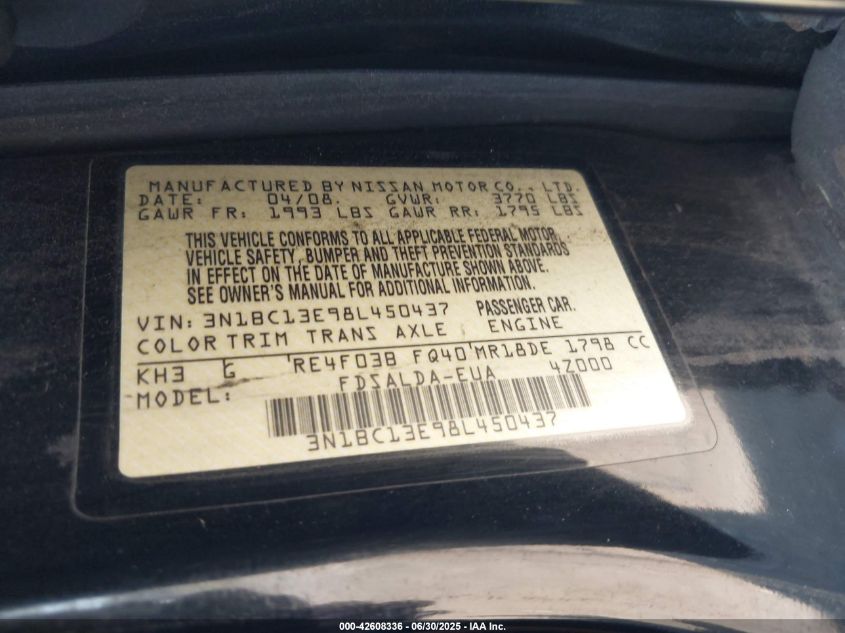 MANUFACTURED BY NISSAN MOTOR CO., LTD.
DATE: 04/08. GVWR: 3770 LBS
GAWR FR: 1993 LBS GAWR RR: 1795 LBS
THIS VEHICLE CONFORMS TO ALL APPLICABLE FEDERAL MOTOR
VEHICLE SAFETY, BUMPER AND THEFT PREVENTION STANDARDS
IN EFFECT ON THE DATE OF MANUFACTURE SHOWN ABOVE.
SEE OWNER'S MANUAL FOR ADDITIONAL INFORMATION.
VIN: 3N1BC13E98L450437 PASSENGER CAR.
COLOR TRIM TRANS AXLE ENGINE
KH3 G RE4F03B FQ40 MR18DE 1798 CC
MODEL: FDSALDA-EUA 4Z000
3N1BC13E98L450437
000-42608336 - 06/30/2025 - IAA Inc.